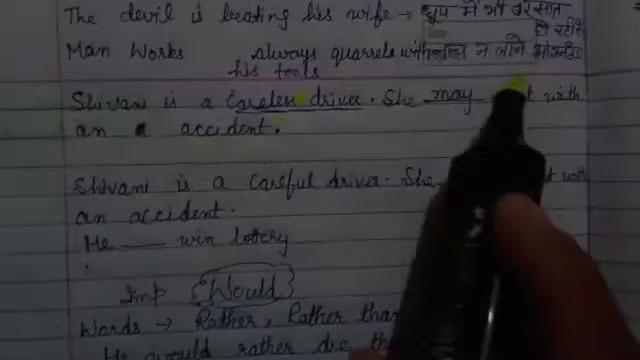 The devil is beating his wife → धूप में भी बरसात
हो रही
Man Works always quarrels with नाच न जाने
his tools
Shivani is a careless driver. She may with
an accident.
Shivani is a careful driver. She
an accident.
He ___ win lottery
Imp {Would}
Words → Rather, Rather than
He would rather die